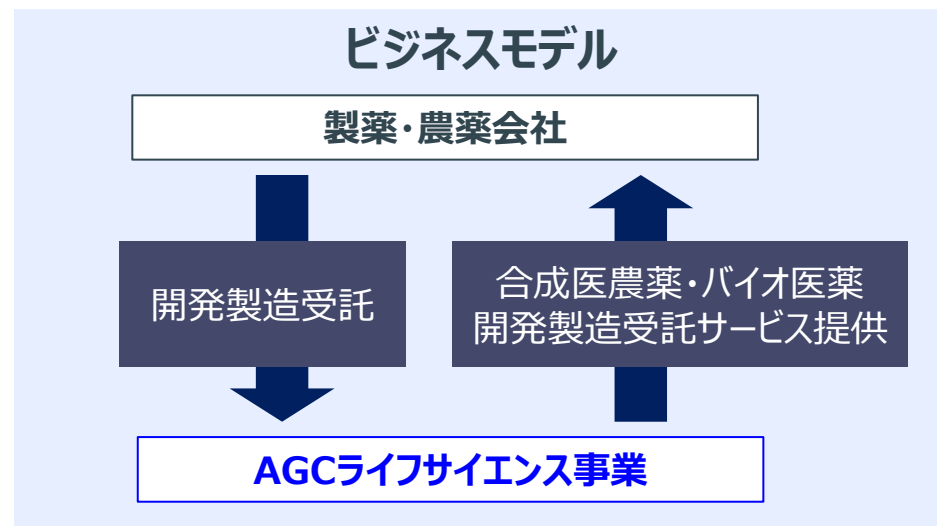 ビジネスモデル
製薬・農薬会社
開発製造受託
合成医農薬・バイオ医薬
開発製造受託サービス提供
AGCライフサイエンス事業